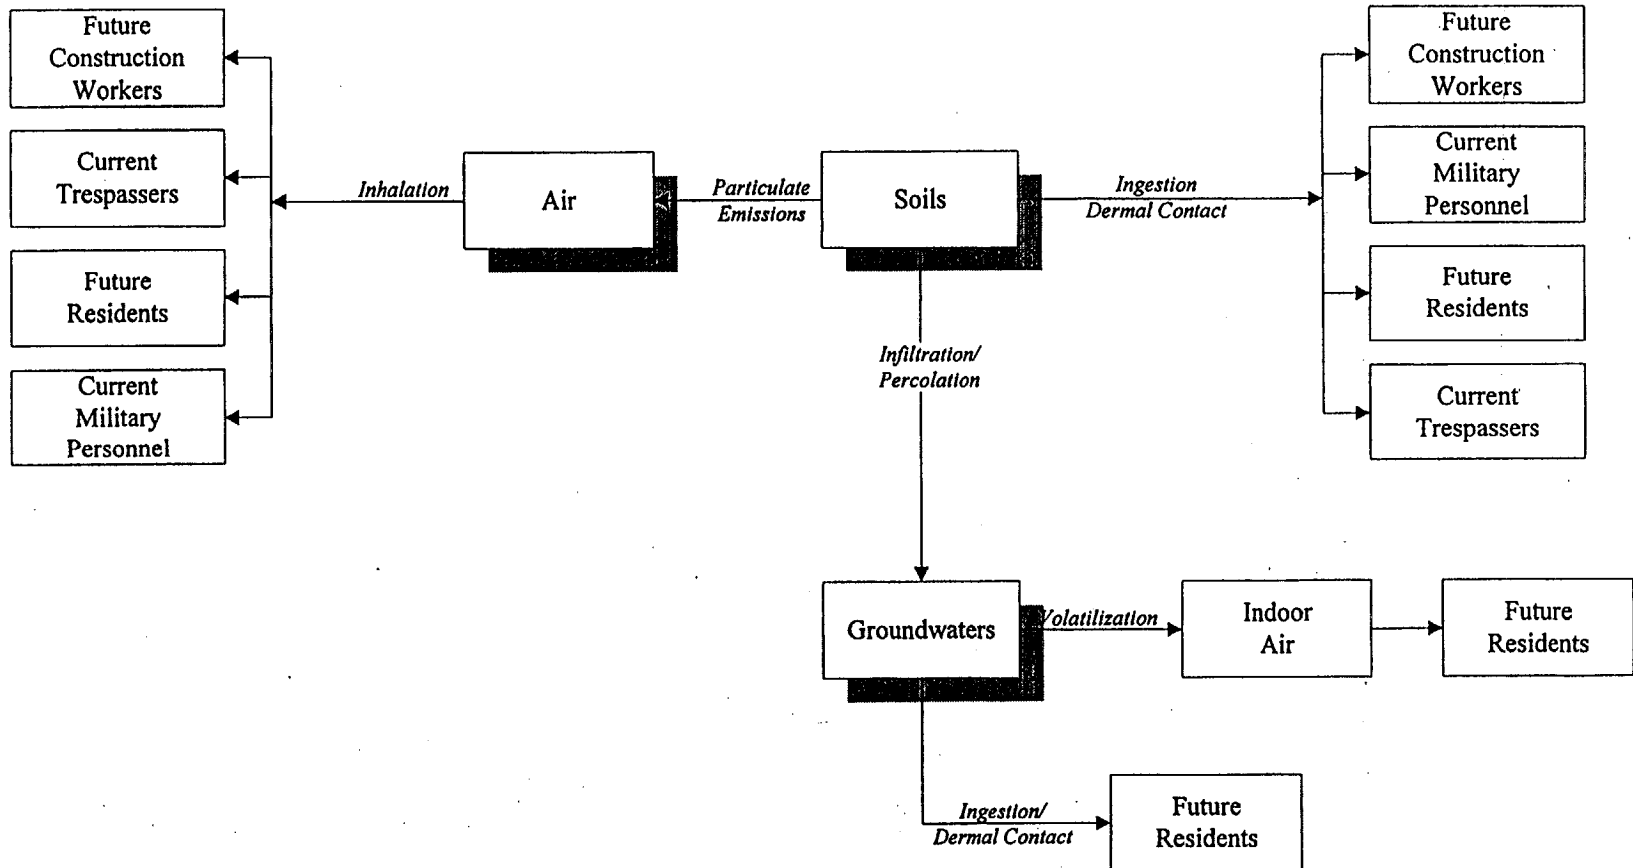 Future
Construction
Workers
Current
Trespassers
Future
Residents
Current
Military
Personnel
Inhalation
Air
Particulate
Emissions
Soils
Ingestion
Dermal Contact
Future
Construction
Workers
Current
Military
Personnel
Future
Residents
Current
Trespassers
Infiltration/
Percolation
Groundwaters
Volatilization
Indoor
Air
Future
Residents
Ingestion/
Dermal Contact
Future
Residents